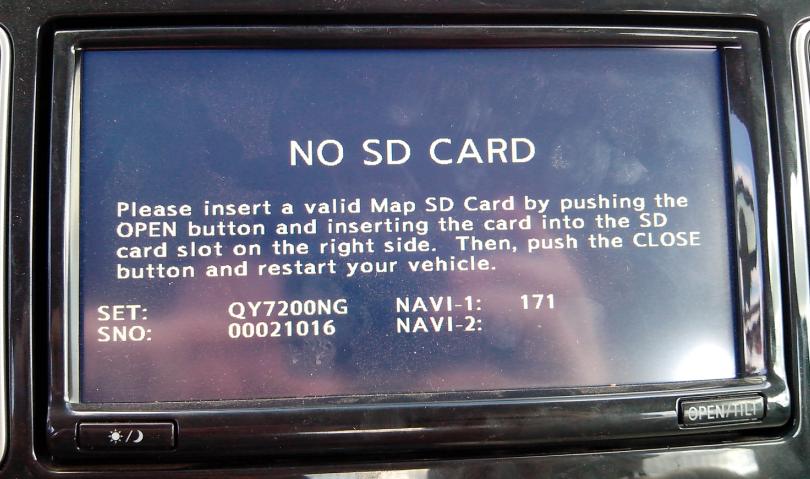 NO SD CARD
Please insert a valid Map SD Card by pushing the
OPEN button and inserting the card into the SD
card slot on the right side. Then, push the CLOSE
button and restart your vehicle.
SET: QY7200NG NAVI-1: 171
SNO: 00021016 NAVI-2: -
OPEN/TILT